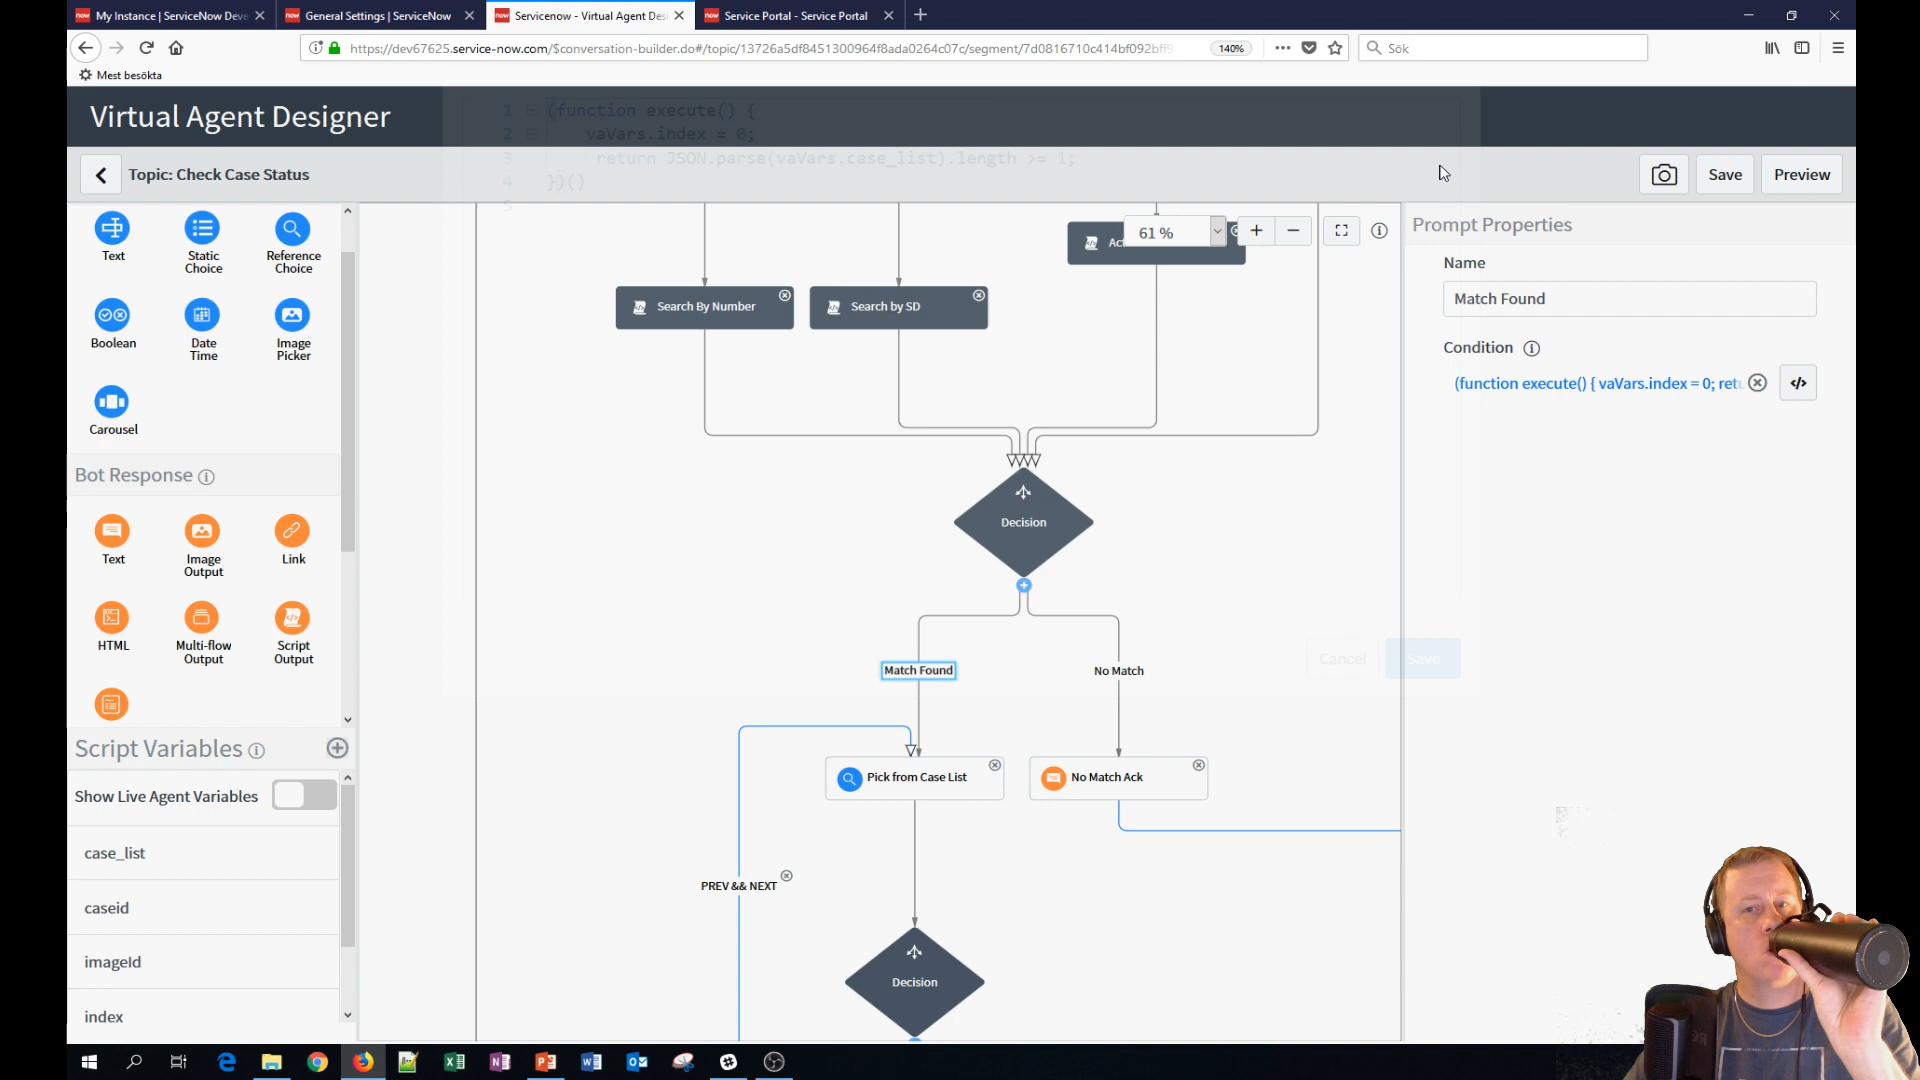 My Instance | ServiceNow Deve
General Settings | ServiceNow
Servicenow - Virtual Agent Des
Service Portal - Service Portal
https://dev67625.service-now.com/$conversation-builder.do#/topic/13726a5df8451300964f8ada0264c07c/segment/7d0816710c414bf092bff9
140%
Sök
Mest besökta
Virtual Agent Designer
1 (function execute() {
2 vaVars.index = 0;
3 return JSON.parse(vaVars.case_list).length >= 1;
4 })()
5
Topic: Check Case Status
Save
Preview
Text
Static Choice
Reference Choice
Boolean
Date Time
Image Picker
Carousel
Bot Response
Text
Image Output
Link
HTML
Multi-flow Output
Script Output
Script Variables
Show Live Agent Variables
case_list
caseid
imageId
index
61 %
Search By Number
Search by SD
Decision
Match Found
No Match
Pick from Case List
No Match Ack
PREV && NEXT
Decision
Prompt Properties
Name
Match Found
Condition
(function execute() { vaVars.index = 0; retu
</>
Cancel
Save